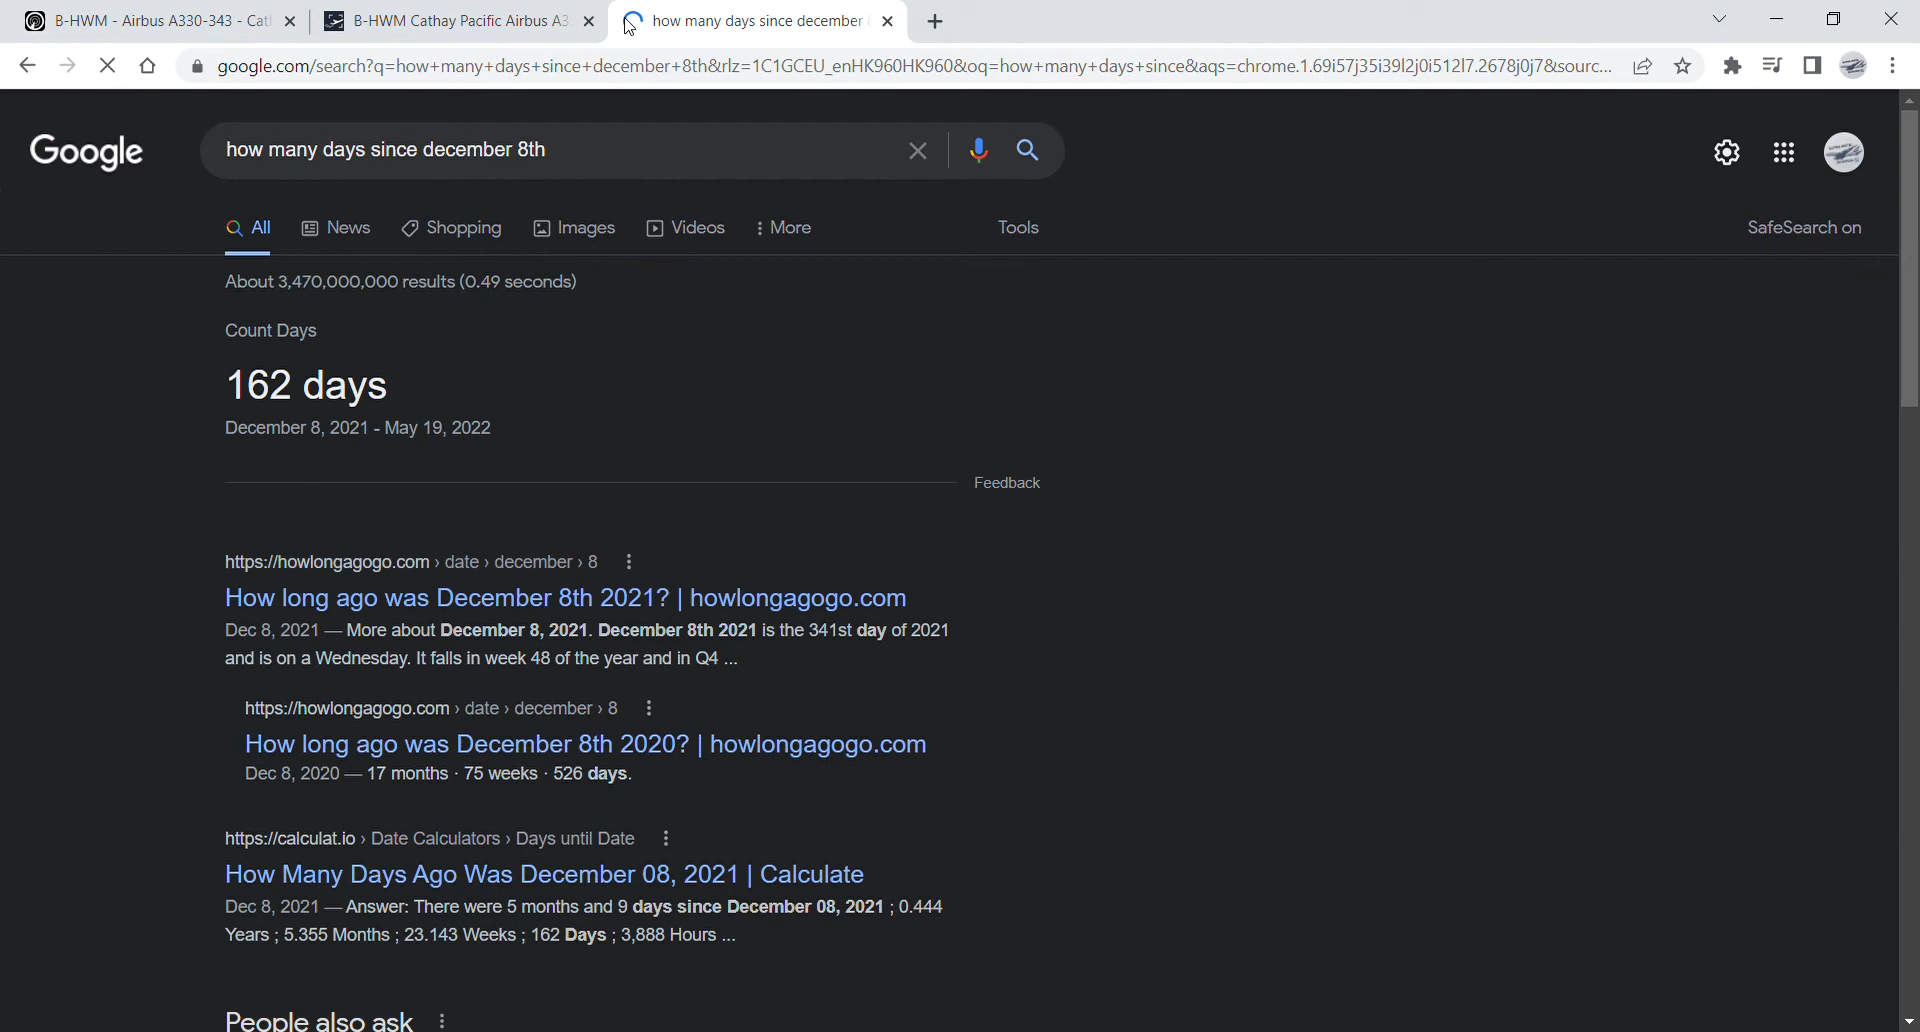 B-HWM - Airbus A330-343 - Cat
B-HWM Cathay Pacific Airbus A3
how many days since december
google.com/search?q=how+many+days+since+december+8th&rlz=1C1GCEU_enHK960HK960&oq=how+many+days+since&aqs=chrome.1.69i57j35i39l2j0i512l7.2678j0j7&sourc...
Google
how many days since december 8th
All
News
Shopping
Images
Videos
More
Tools
SafeSearch on
About 3,470,000,000 results (0.49 seconds)
Count Days
162 days
December 8, 2021 - May 19, 2022
Feedback
https://howlongagogo.com › date › december › 8
How long ago was December 8th 2021? | howlongagogo.com
Dec 8, 2021 — More about December 8, 2021. December 8th 2021 is the 341st day of 2021
and is on a Wednesday. It falls in week 48 of the year and in Q4 ...
https://howlongagogo.com › date › december › 8
How long ago was December 8th 2020? | howlongagogo.com
Dec 8, 2020 — 17 months · 75 weeks · 526 days.
https://calculat.io › Date Calculators › Days until Date
How Many Days Ago Was December 08, 2021 | Calculate
Dec 8, 2021 — Answer: There were 5 months and 9 days since December 08, 2021 ; 0.444
Years ; 5.355 Months ; 23.143 Weeks ; 162 Days ; 3,888 Hours ...
People also ask